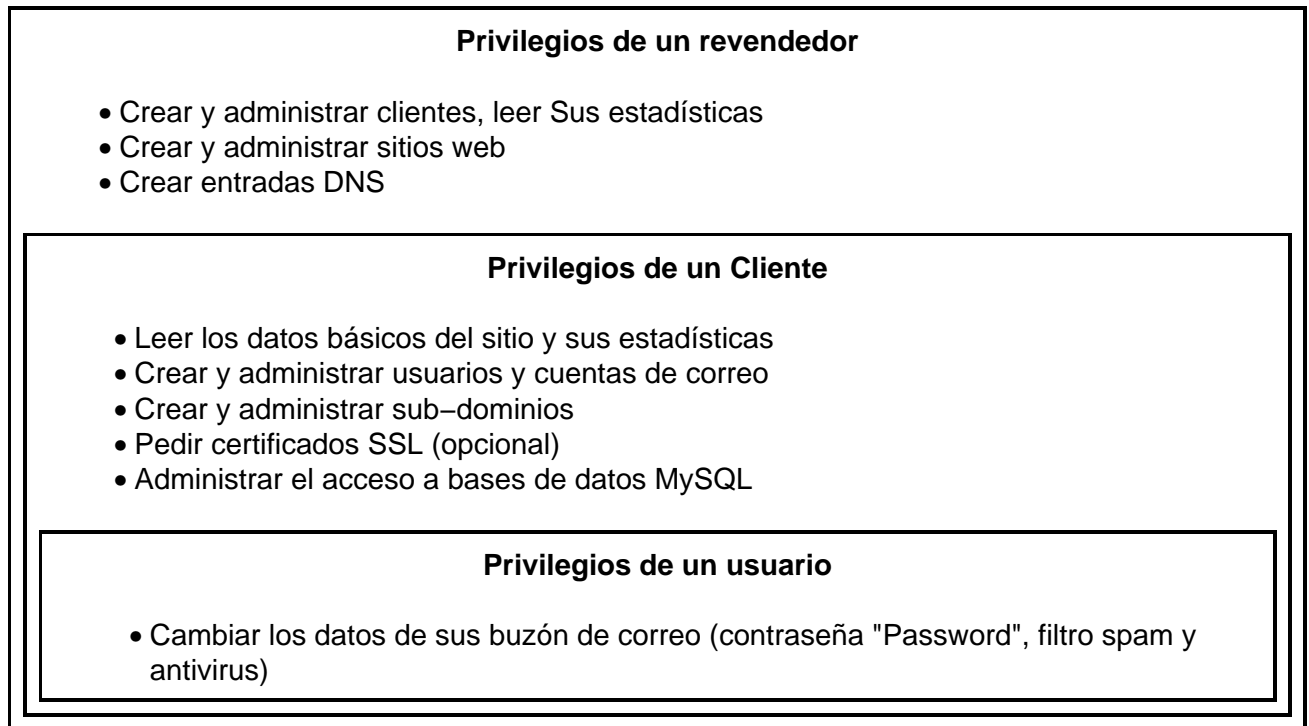 Privilegios de un revendedor
• Crear y administrar clientes, leer Sus estadísticas
• Crear y administrar sitios web
• Crear entradas DNS
Privilegios de un Cliente
• Leer los datos básicos del sitio y sus estadísticas
• Crear y administrar usuarios y cuentas de correo
• Crear y administrar sub−dominios
• Pedir certificados SSL (opcional)
• Administrar el acceso a bases de datos MySQL
Privilegios de un usuario
• Cambiar los datos de sus buzón de correo (contraseña "Password", filtro spam y
antivirus)